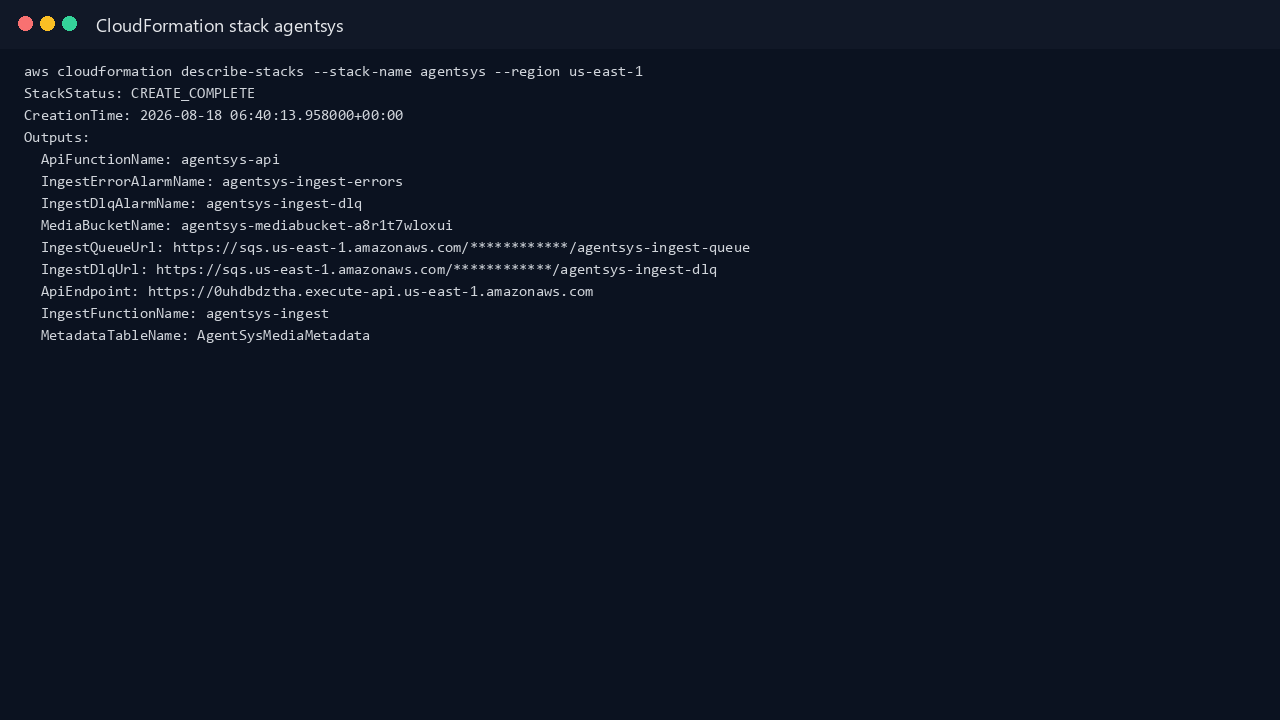 CloudFormation stack agentsys
aws cloudformation describe-stacks --stack-name agentsys --region us-east-1
StackStatus: CREATE_COMPLETE
CreationTime: 2026-08-18 06:40:13.958000+00:00
Outputs:
  ApiFunctionName: agentsys-api
  IngestErrorAlarmName: agentsys-ingest-errors
  IngestDlqAlarmName: agentsys-ingest-dlq
  MediaBucketName: agentsys-mediabucket-a8r1t7wloxui
  IngestQueueUrl: https://sqs.us-east-1.amazonaws.com/************/agentsys-ingest-queue
  IngestDlqUrl: https://sqs.us-east-1.amazonaws.com/************/agentsys-ingest-dlq
  ApiEndpoint: https://0uhdbdztha.execute-api.us-east-1.amazonaws.com
  IngestFunctionName: agentsys-ingest
  MetadataTableName: AgentSysMediaMetadata